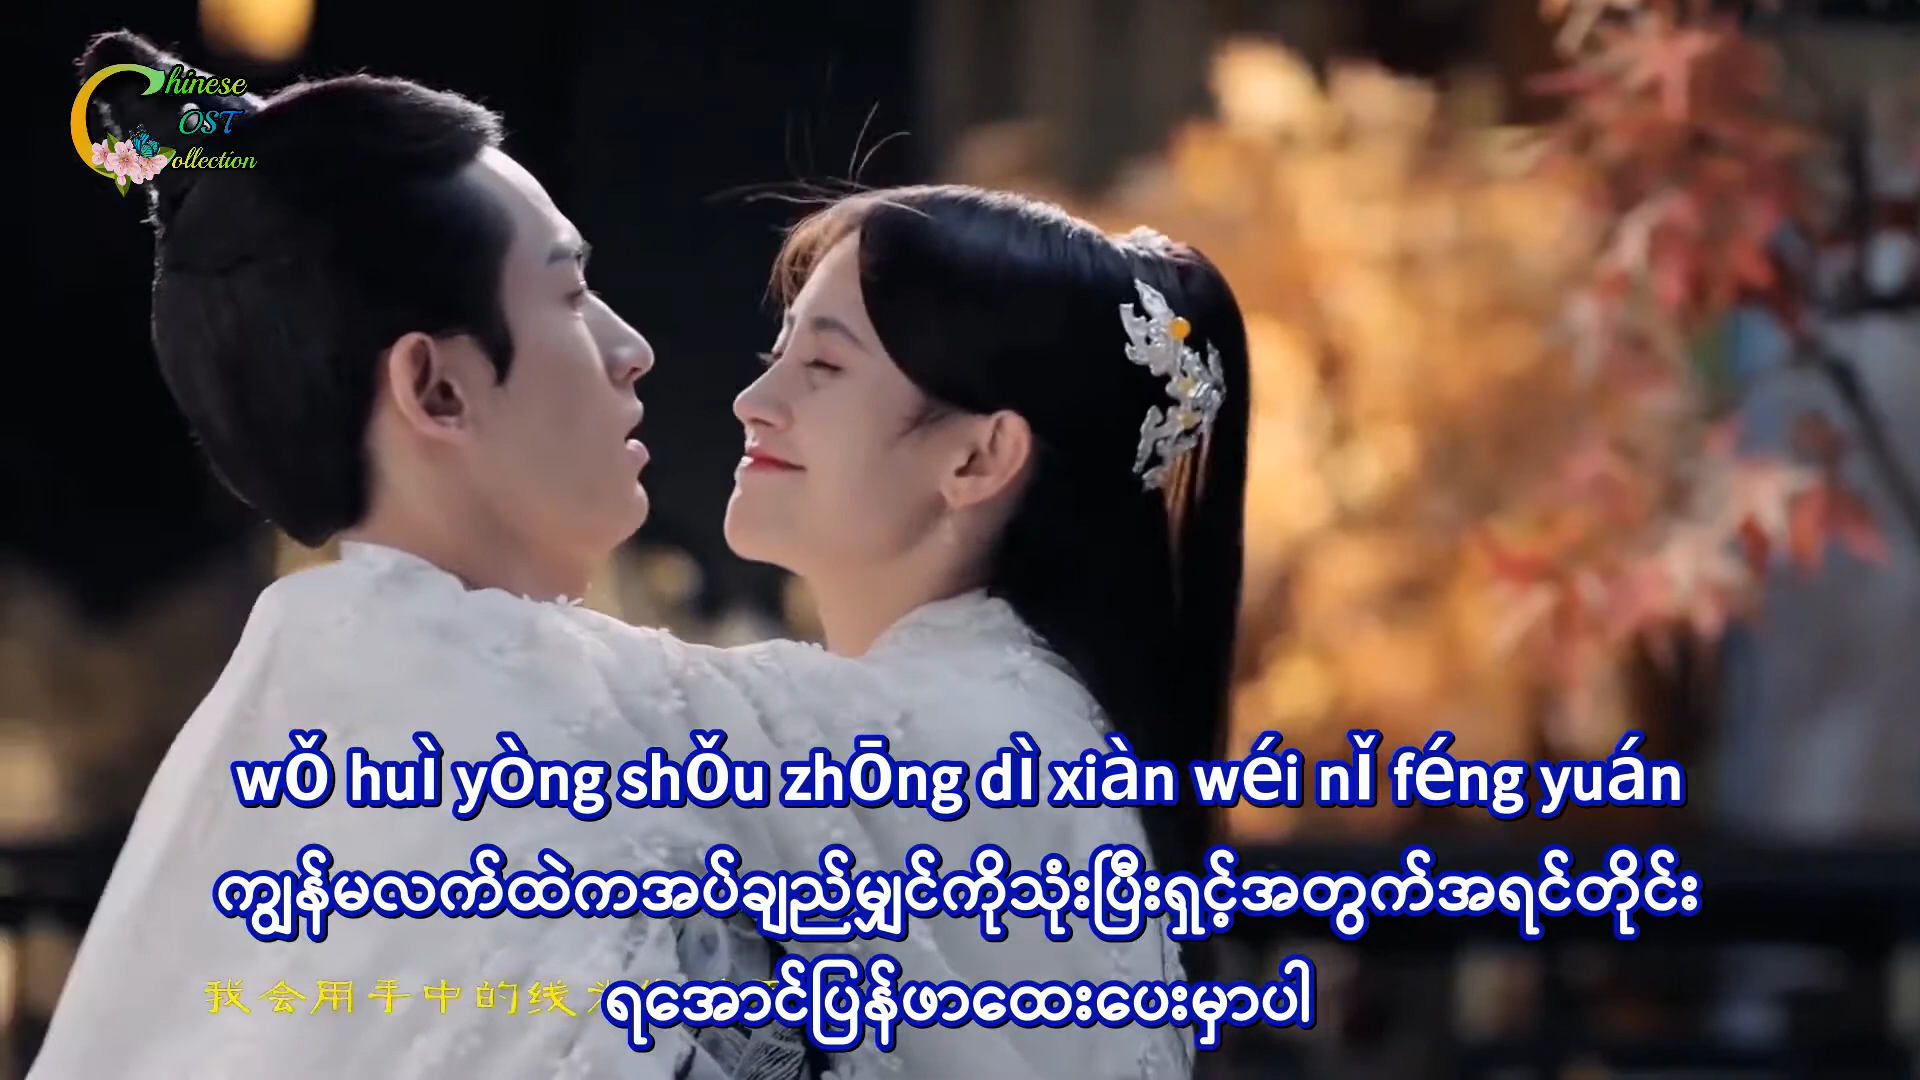 Chinese
OST
Collection
wǒ huì yòng shǒu zhōng dì xiàn wéi nǐ féng yuán
ကျွန်မလက်ထဲကအပ်ချည်မျှင်ကိုသုံးပြီးရှင့်အတွက်အရင်တိုင်း
我会用手中的线为
ရအောင်ပြန်ဖာထေးပေးမှာပါ